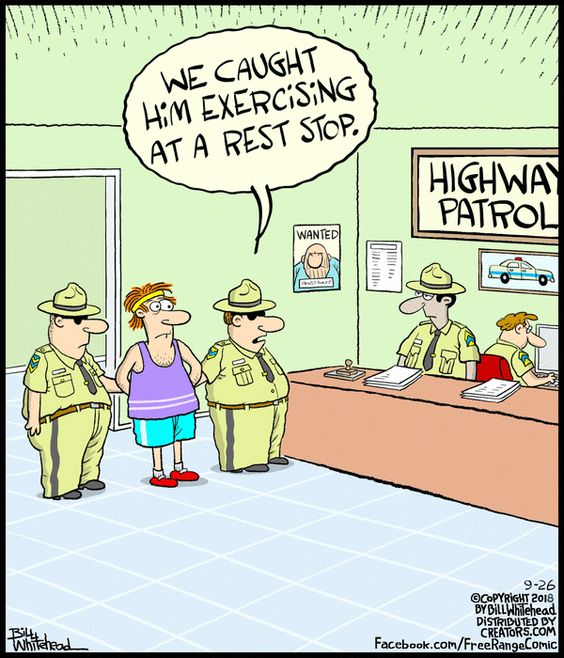 WE CAUGHT
HiM EXERCiSiNG
AT A REST STOP.
HIGHWAY
PATROL
WANTED
9-26
©COPYRIGHT 2018
BY Bill Whitehead
DISTRIBUTED BY
CREATORS.COM
Bill
Whitehead
Facebook.com/FreeRangeComic